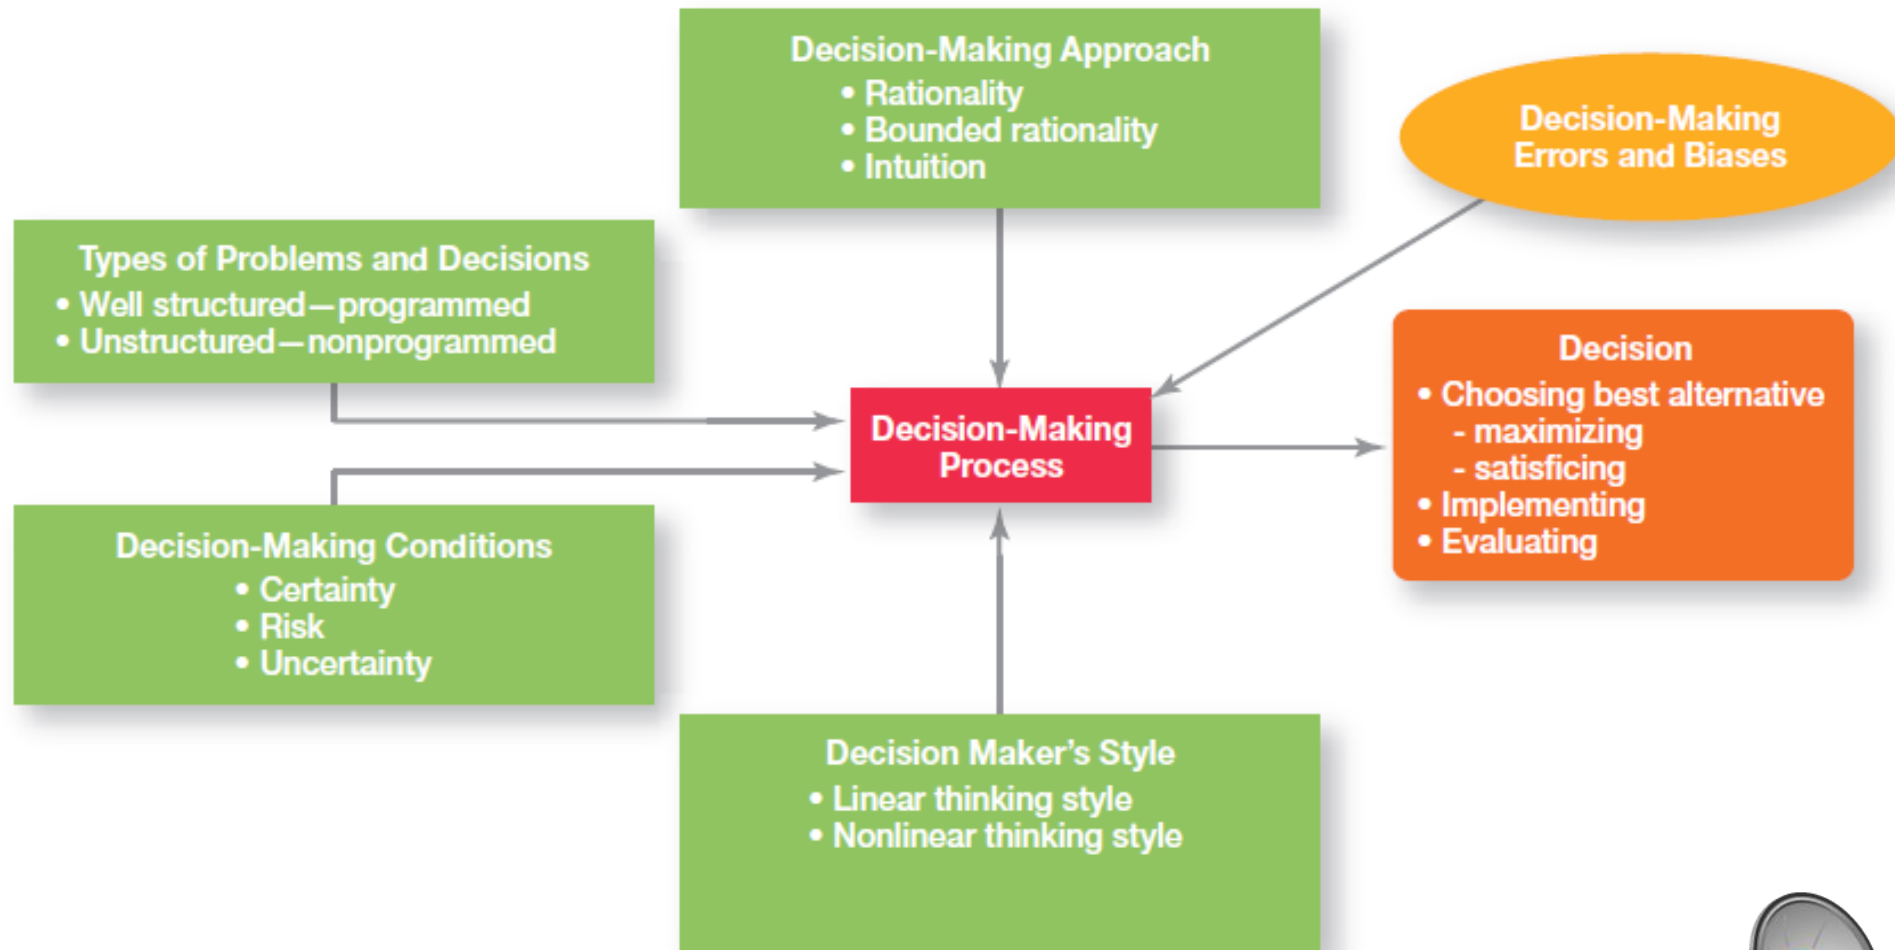 Decision-Making Approach
• Rationality
• Bounded rationality
• Intuition
Decision-Making
Errors and Biases
Types of Problems and Decisions
• Well structured—programmed
• Unstructured—nonprogrammed
Decision
• Choosing best alternative
- maximizing
- satisficing
• Implementing
• Evaluating
Decision-Making
Process
Decision-Making Conditions
• Certainty
• Risk
• Uncertainty
Decision Maker’s Style
• Linear thinking style
• Nonlinear thinking style